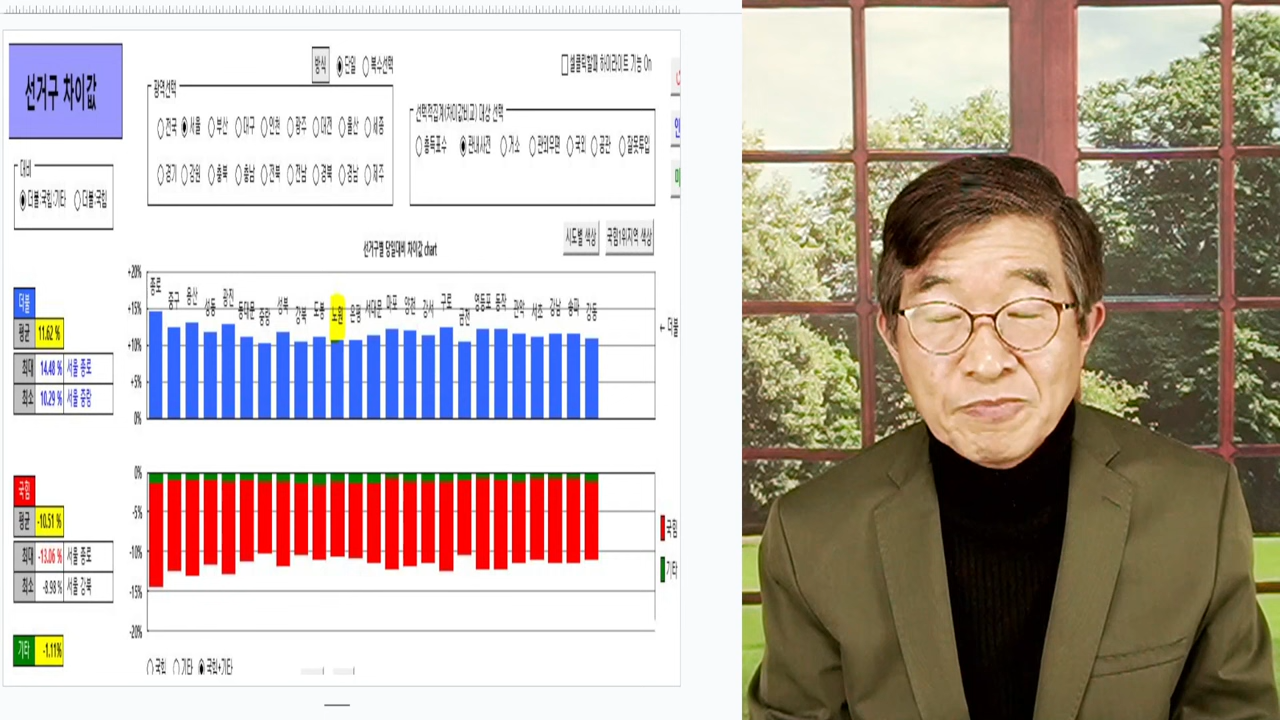 선거구 차이값
방식 단일 복수선택
셀클릭할때 하이라이트 기능 On
광역선택
전국 서울 부산 대구 인천 광주 대전 울산 세종
경기 강원 충북 충남 전북 전남 경북 경남 제주
선택적집계(차이값비교) 대상 선택
총득표수 관내사전 거소 관외우편 국외 공관 잘못투입
대비
더불:국힘:기타 더불:국힘
시도별 색상 국힘1위지역 색상
선거구별 당일대비 차이값 chart
+20%
+15%
+10%
+5%
0%
종로 중구 용산 성동 광진 동대문 중랑 성북 강북 도봉 노원 은평 서대문 마포 양천 강서 구로 금천 영등포 동작 관악 서초 강남 송파 강동
← 더불
더불
평균 11.62 %
최대 14.48 % 서울 종로
최소 10.29 % 서울 중랑
0%
-5%
-10%
-15%
-20%
국힘
기타
국힘
평균 -10.51 %
최대 -13.06 % 서울 종로
최소 -8.98 % 서울 강북
기타 -1.11%
국힘 기타 국힘+기타